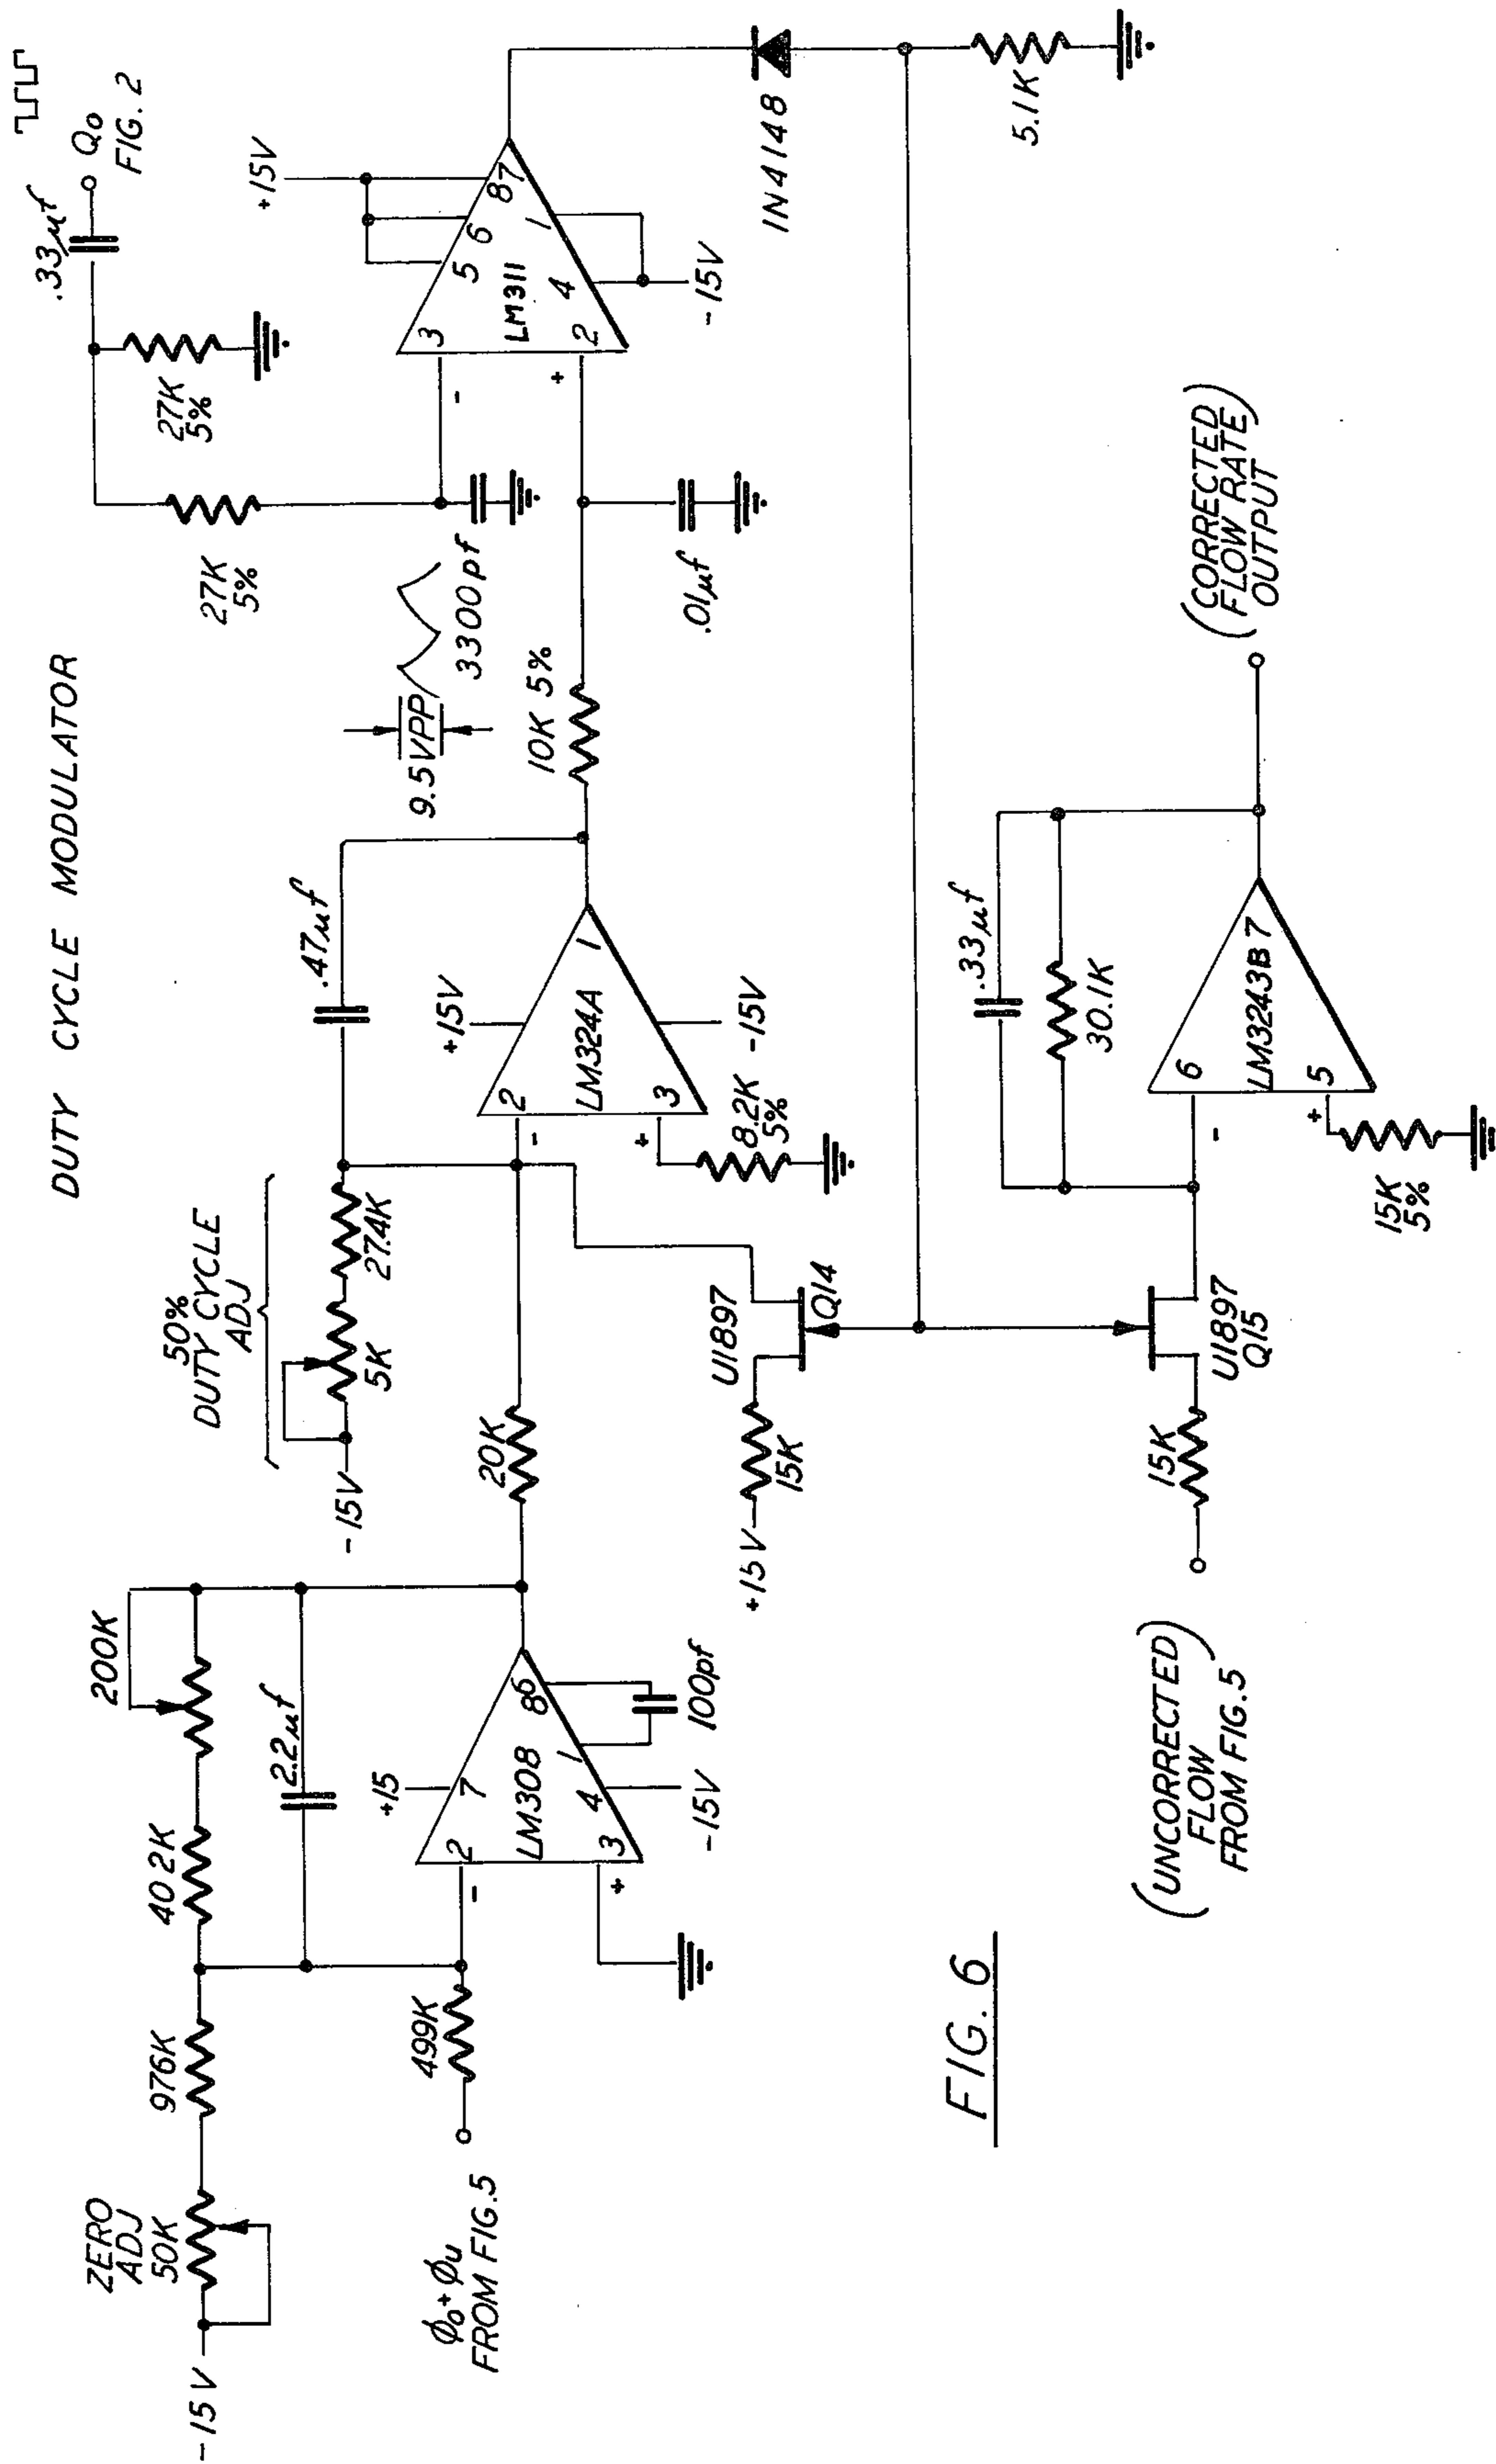 DUTY CYCLE MODULATOR
ZERO
ADJ
50K
-15V
976K
40 2K
200K
2.2µf
499K
ϕo+ϕu
FROM FIG.5
2
3
-
+
LM308
7
+15
8
6
1
4
-15V
100pf
20K
50%
DUTY CYCLE
ADJ
-15V
5K
27.4K
.47µf
2
-
LM324A
3
+
1
+15V
-15V
8.2K
5%
+15V
15K
U1897
Q14
9.5VPP
10K 5%
.01µf
3300pf
27K
5%
27K
5%
.33µf
Q0
FIG. 2
3
-
2
+
LM311
5
6
8
7
4
1
+15V
-15V
IN4148
5.1K
(UNCORRECTED)
FLOW
FROM FIG.5
15K
U1897
Q15
.33µf
30.1K
6
-
LM3243B
7
5
+
15K
5%
(CORRECTED
FLOW RATE)
OUTPUT
FIG. 6